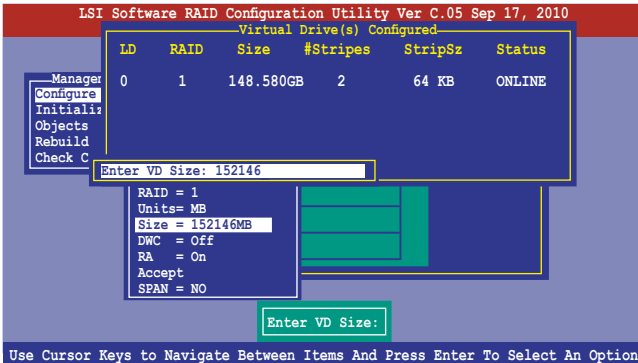 LSI Software RAID Configuration Utility Ver C.05 Sep 17, 2010
Virtual Drive(s) Configured
LD RAID Size #Stripes StripSz Status
0 1 148.580GB 2 64 KB ONLINE
Manager
Configure
Initializ
Objects
Rebuild
Check C
Enter VD Size: 152146
RAID = 1
Units= MB
Size = 152146MB
DWC = Off
RA = On
Accept
SPAN = NO
Enter VD Size:
Use Cursor Keys to Navigate Between Items And Press Enter To Select An Option